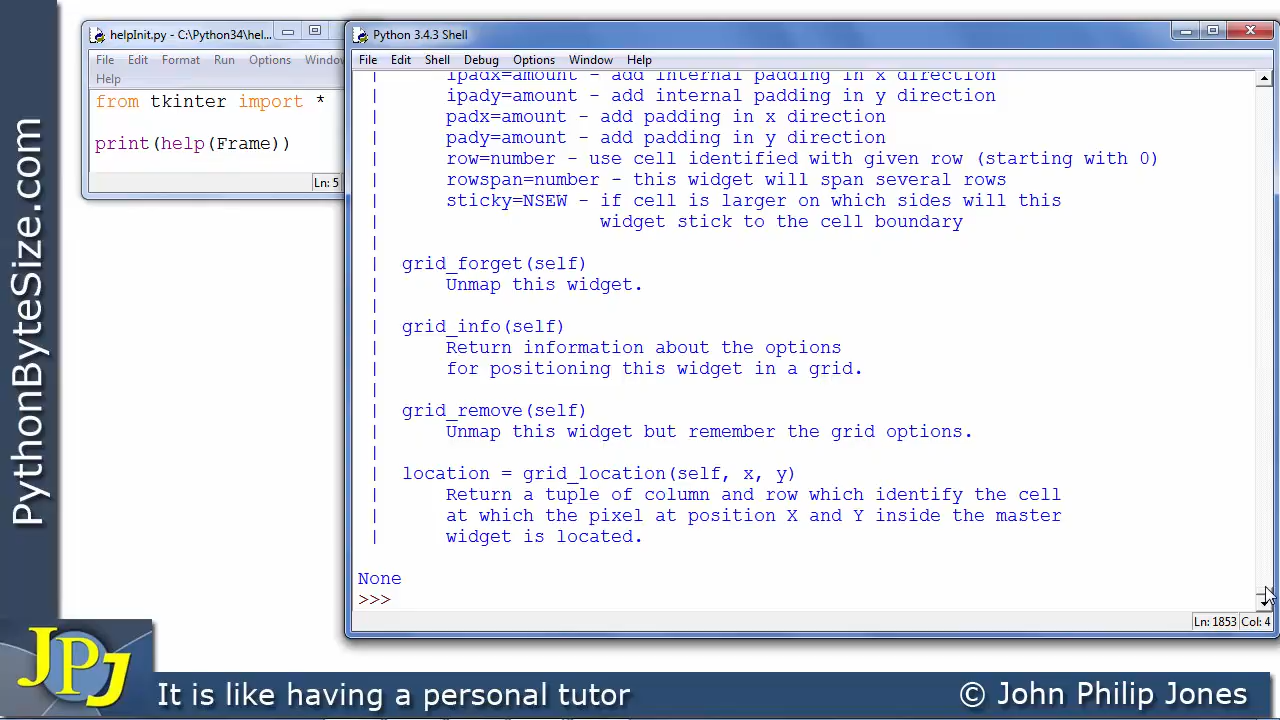 PythonByteSize.com
helpInit.py - C:\Python34\hel...
File Edit Format Run Options Window
Help
from tkinter import *
print(help(Frame))
Ln: 5
Python 3.4.3 Shell
File Edit Shell Debug Options Window Help
| ipadx=amount - add internal padding in x direction
| ipady=amount - add internal padding in y direction
| padx=amount - add padding in x direction
| pady=amount - add padding in y direction
| row=number - use cell identified with given row (starting with 0)
| rowspan=number - this widget will span several rows
| sticky=NSEW - if cell is larger on which sides will this
| widget stick to the cell boundary
|
| grid_forget(self)
| Unmap this widget.
|
| grid_info(self)
| Return information about the options
| for positioning this widget in a grid.
|
| grid_remove(self)
| Unmap this widget but remember the grid options.
|
| location = grid_location(self, x, y)
| Return a tuple of column and row which identify the cell
| at which the pixel at position X and Y inside the master
| widget is located.
None
>>>
Ln: 1853 Col: 4
JPJ
It is like having a personal tutor
© John Philip Jones